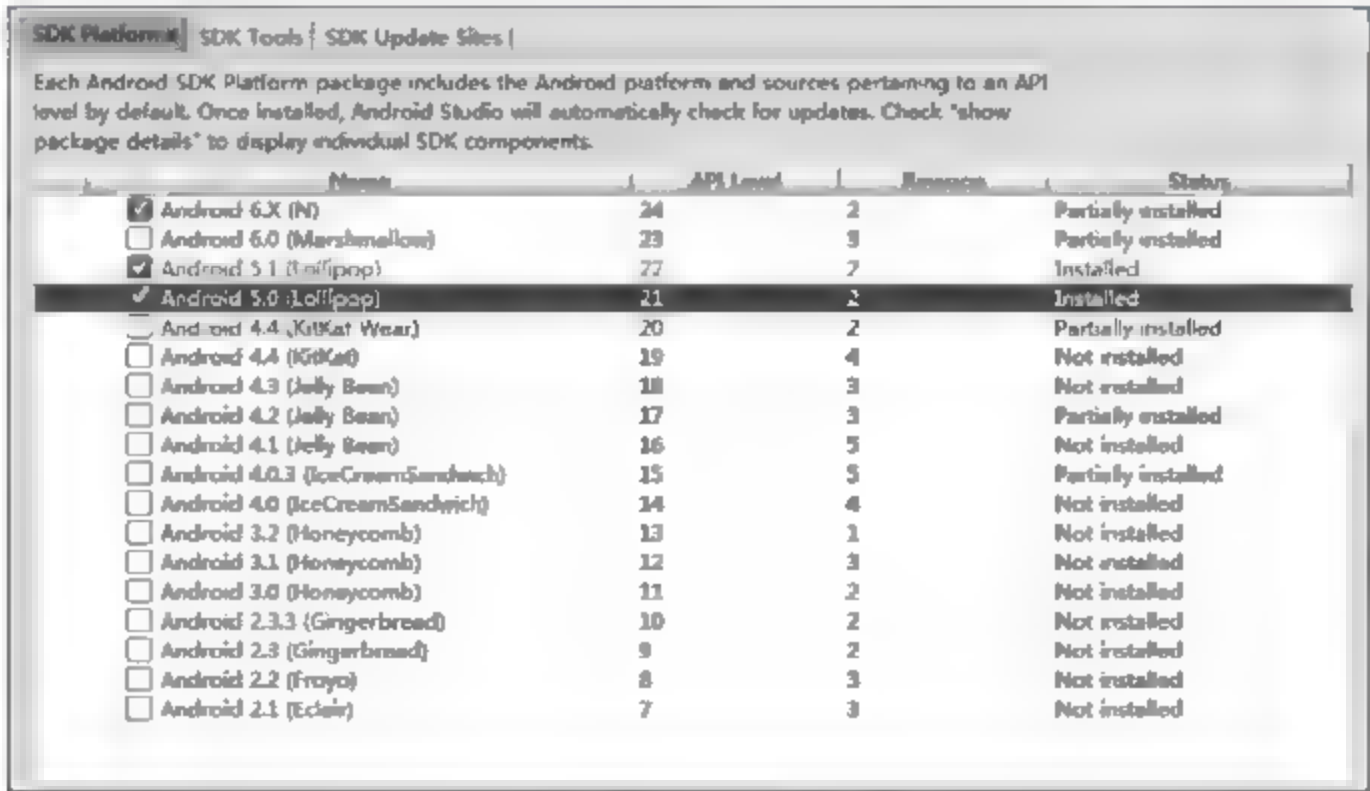 SDK Platforms SDK Tools SDK Update Sites
Each Android SDK Platform package includes the Android platform and sources pertaining to an API
level by default. Once installed, Android Studio will automatically check for updates. Check "show
package details" to display individual SDK components.
Name API Level Revision Status
Android 6.X (N) 24 2 Partially installed
Android 6.0 (Marshmallow) 23 3 Partially installed
Android 5.1 (Lollipop) 22 2 Installed
Android 5.0 (Lollipop) 21 2 Installed
Android 4.4 (KitKat Wear) 20 2 Partially installed
Android 4.4 (KitKat) 19 4 Not installed
Android 4.3 (Jelly Bean) 18 3 Not installed
Android 4.2 (Jelly Bean) 17 3 Partially installed
Android 4.1 (Jelly Bean) 16 5 Not installed
Android 4.0.3 (IceCreamSandwich) 15 5 Partially installed
Android 4.0 (IceCreamSandwich) 14 4 Not installed
Android 3.2 (Honeycomb) 13 1 Not installed
Android 3.1 (Honeycomb) 12 3 Not installed
Android 3.0 (Honeycomb) 11 2 Not installed
Android 2.3.3 (Gingerbread) 10 2 Not installed
Android 2.3 (Gingerbread) 9 2 Not installed
Android 2.2 (Froyo) 8 3 Not installed
Android 2.1 (Eclair) 7 3 Not installed